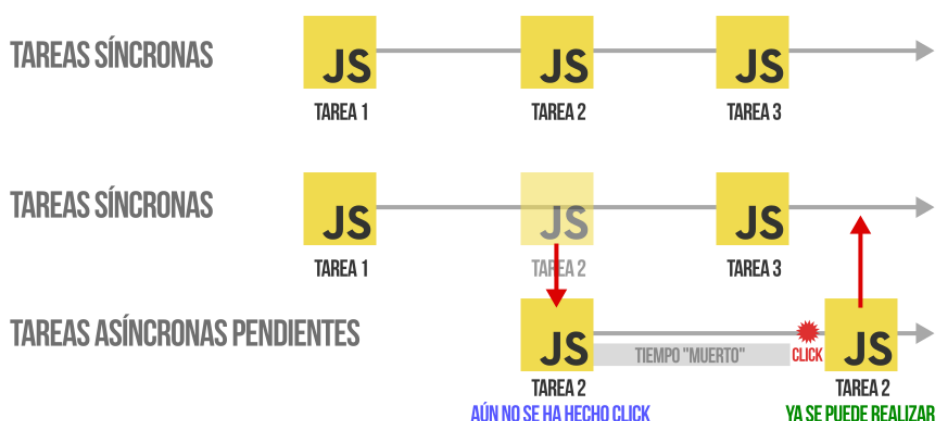 TAREAS SÍNCRONAS
JS JS JS
TAREA 1 TAREA 2 TAREA 3
TAREAS SÍNCRONAS
JS JS JS
TAREA 1 TAREA 2 TAREA 3
TAREAS ASÍNCRONAS PENDIENTES
JS TIEMPO "MUERTO" CLICK JS
TAREA 2 TAREA 2
AÚN NO SE HA HECHO CLICK YA SE PUEDE REALIZAR